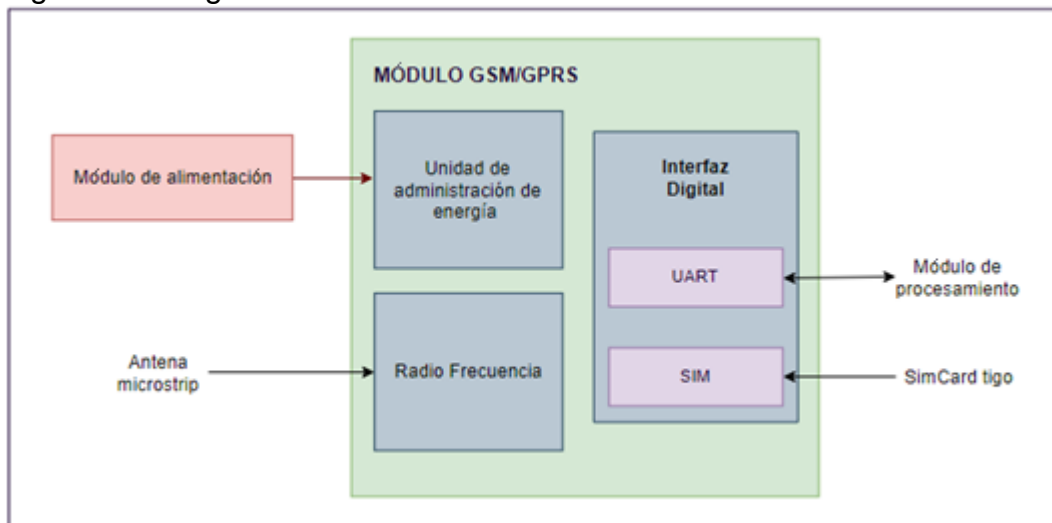 MÓDULO GSM/GPRS
Módulo de alimentación
Unidad de
administración de
energía
Interfaz
Digital
UART
Módulo de
procesamiento
Antena
microstrip
Radio Frecuencia
SIM
SimCard tigo